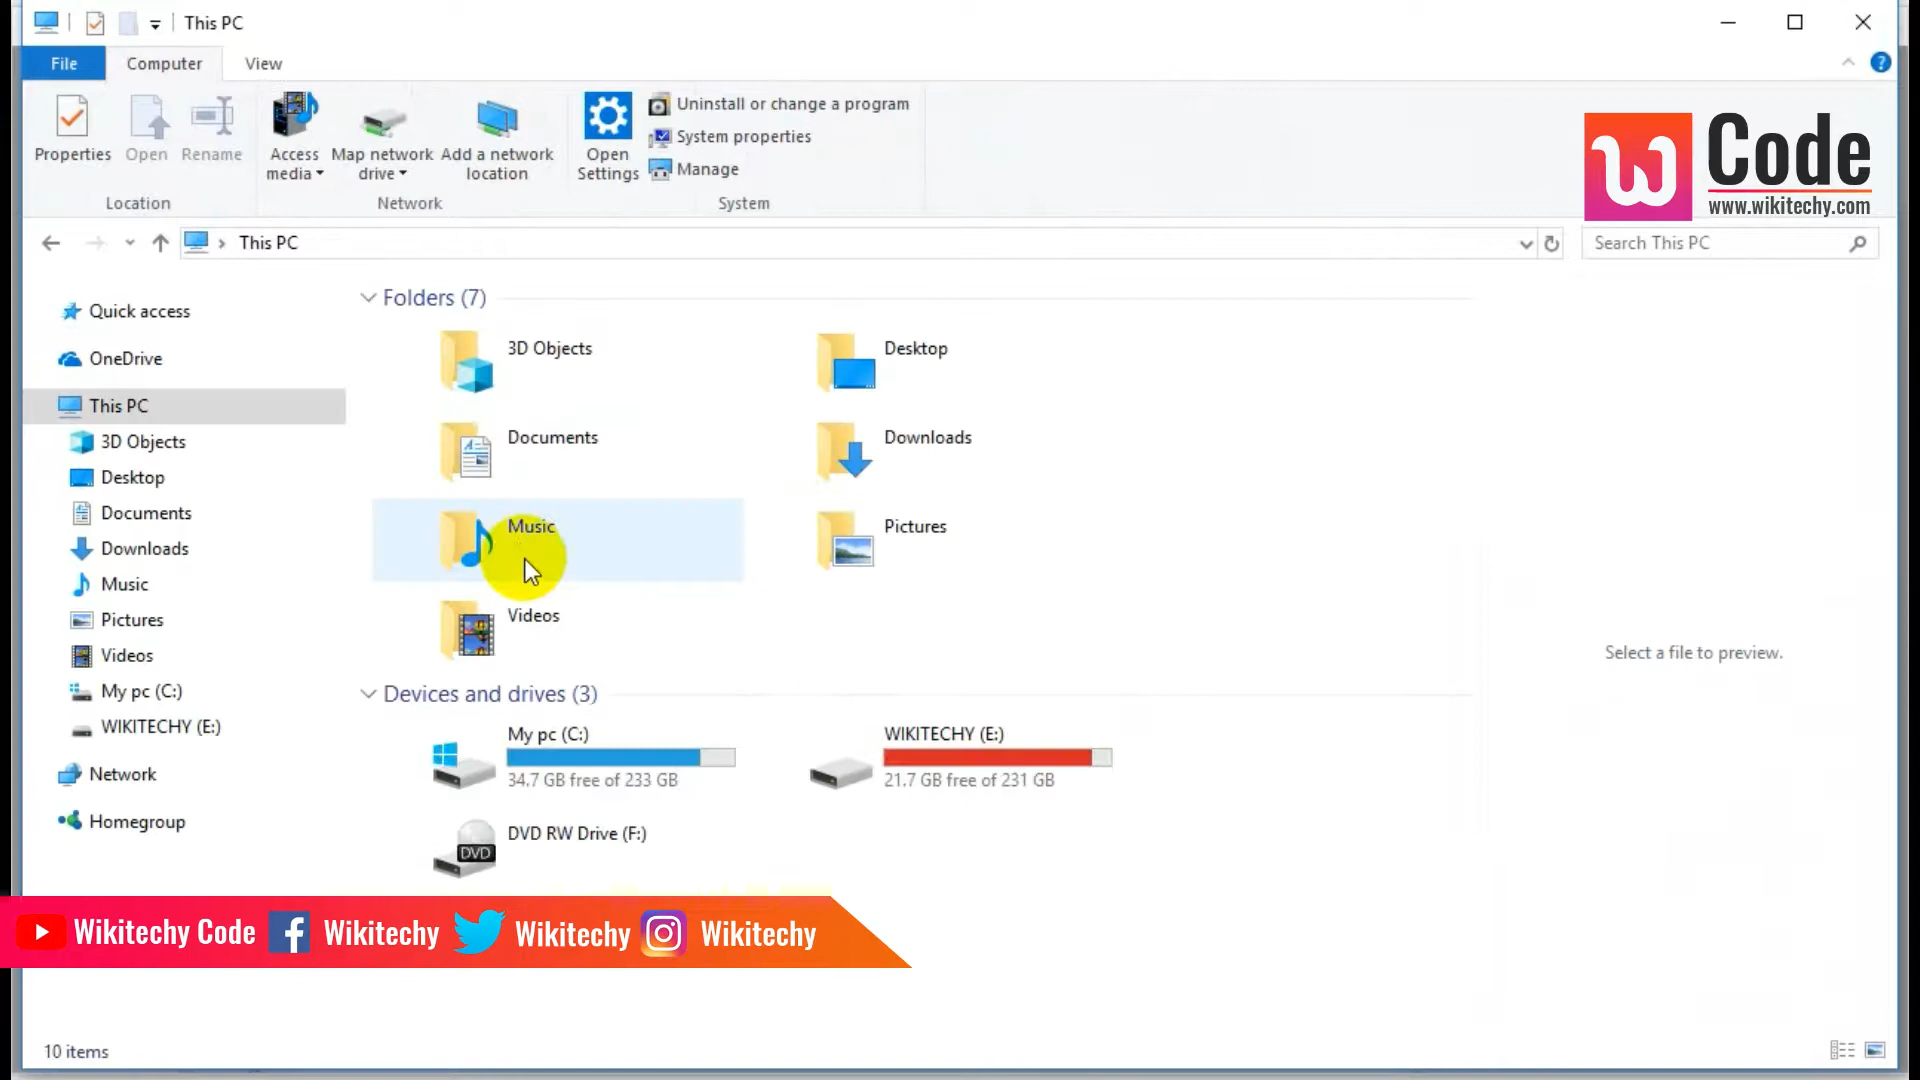 This PC
File Computer View
Properties Open Rename Access media Map network drive Add a network location Open Settings Uninstall or change a program
System properties
Manage
Location Network System
W Code
www.wikitechy.com
This PC
Search This PC
Quick access
OneDrive
This PC
3D Objects
Desktop
Documents
Downloads
Music
Pictures
Videos
My pc (C:)
WIKITECHY (E:)
Network
Homegroup
Folders (7)
3D Objects Desktop
Documents Downloads
Music Pictures
Videos
Devices and drives (3)
My pc (C:) WIKITECHY (E:)
34.7 GB free of 233 GB 21.7 GB free of 231 GB
DVD RW Drive (F:)
DVD
Select a file to preview.
Wikitechy Code f Wikitechy Wikitechy Wikitechy
10 items